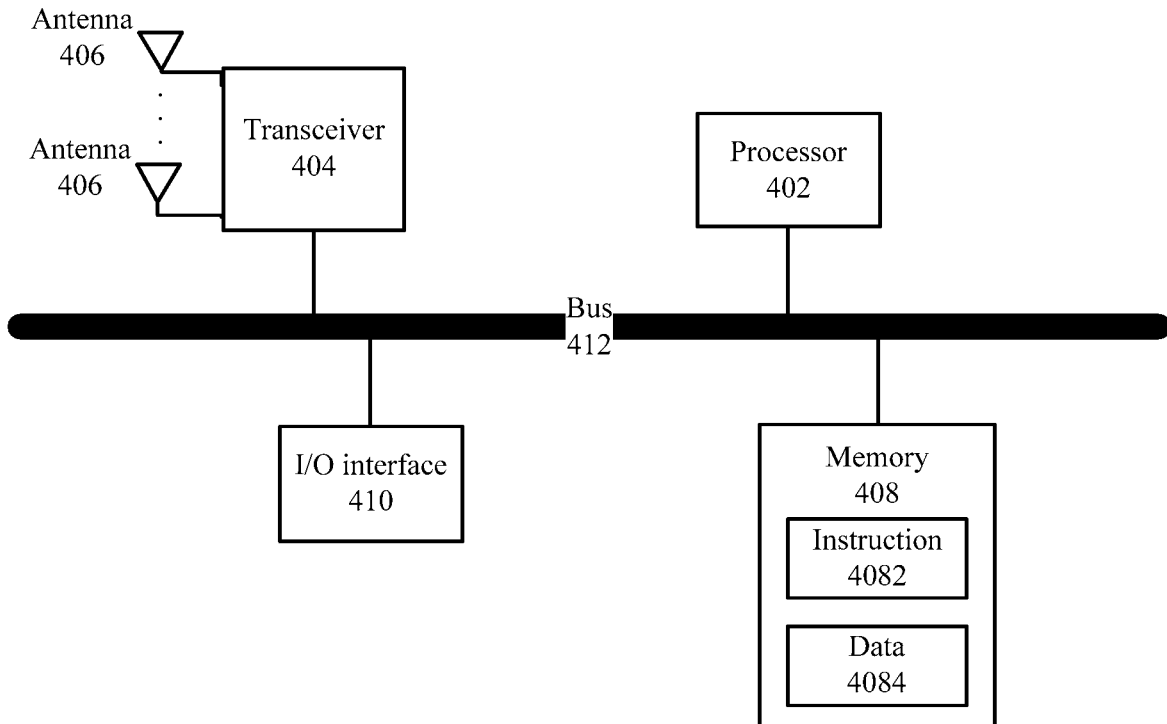 Antenna
406
Antenna
406
Transceiver
404
Processor
402
Bus
412
I/O interface
410
Memory
408
Instruction
4082
Data
4084